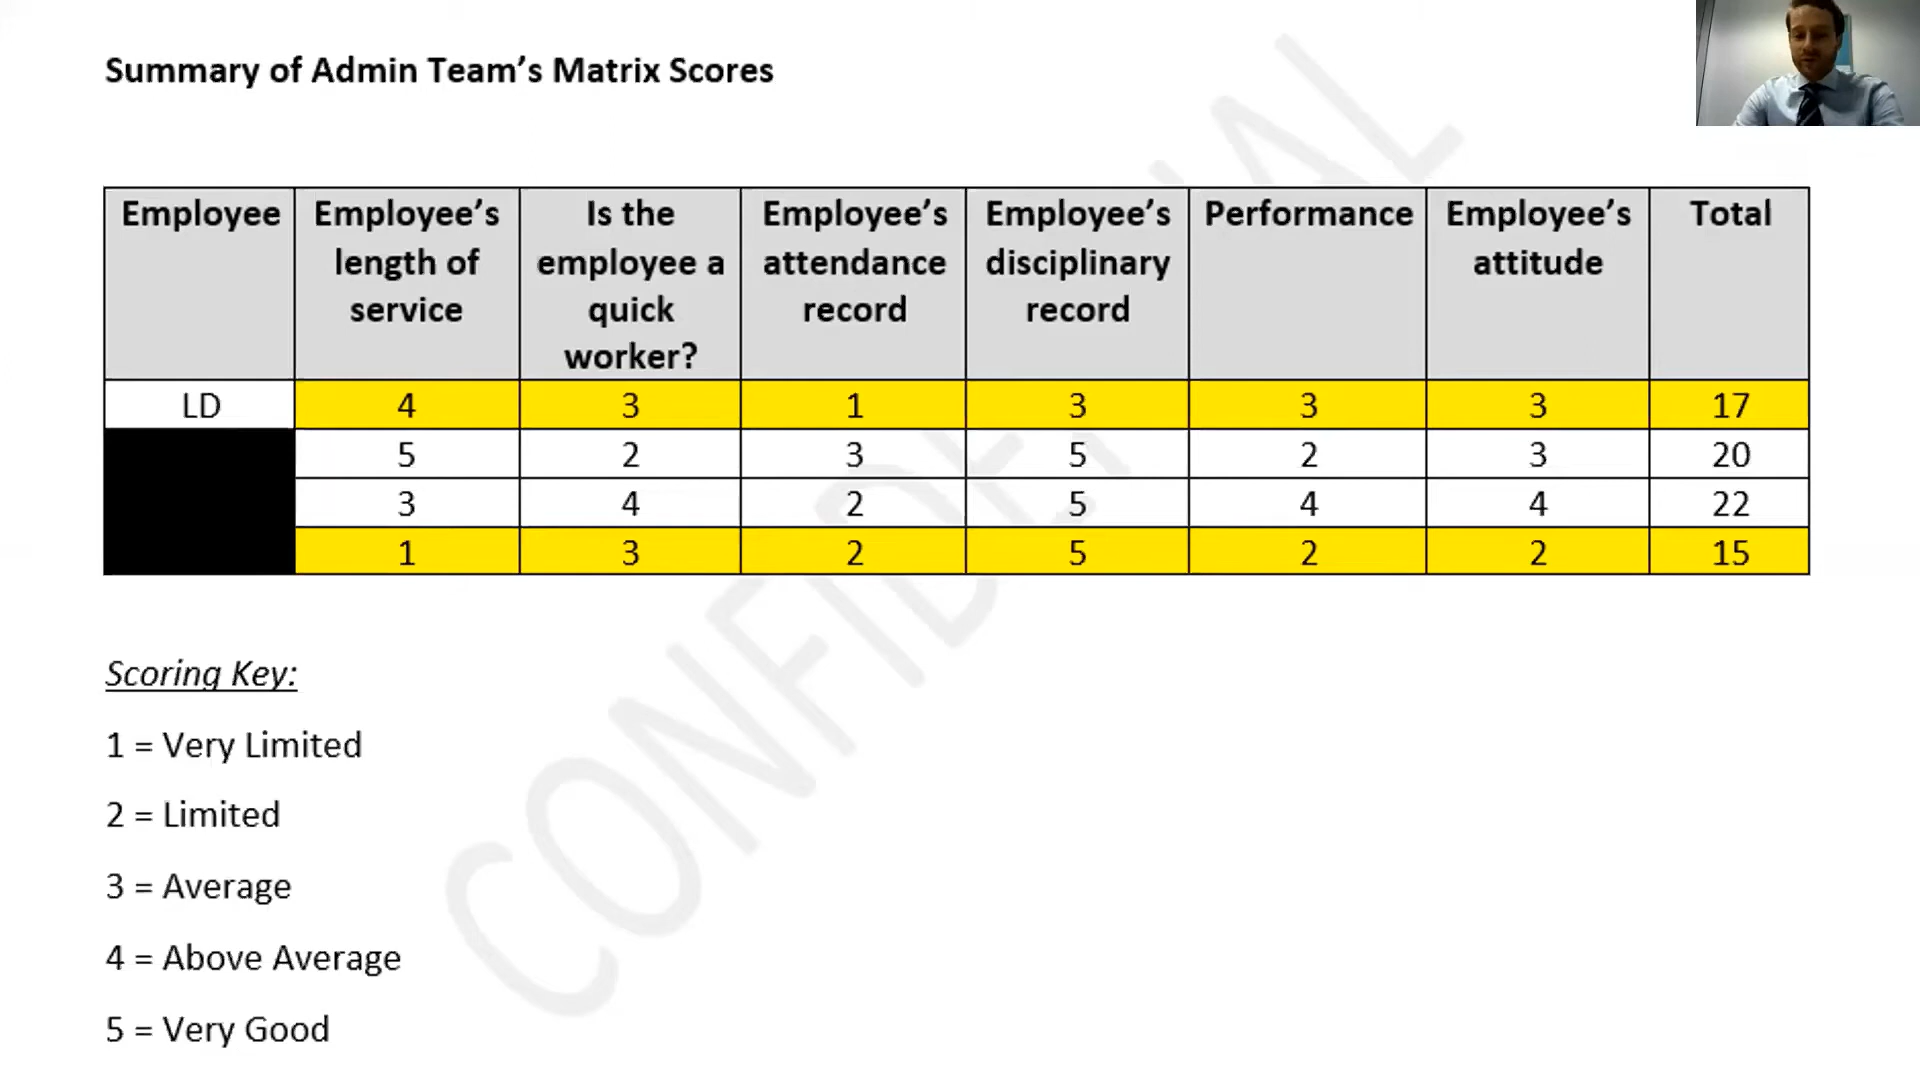 Summary of Admin Team's Matrix Scores
Employee Employee's length of service Is the employee a quick worker? Employee's attendance record Employee's disciplinary record Performance Employee's attitude Total
LD 4 3 1 3 3 3 17
5 2 3 5 2 3 20
3 4 2 5 4 4 22
1 3 2 5 2 2 15
Scoring Key:
1 = Very Limited
2 = Limited
3 = Average
4 = Above Average
5 = Very Good